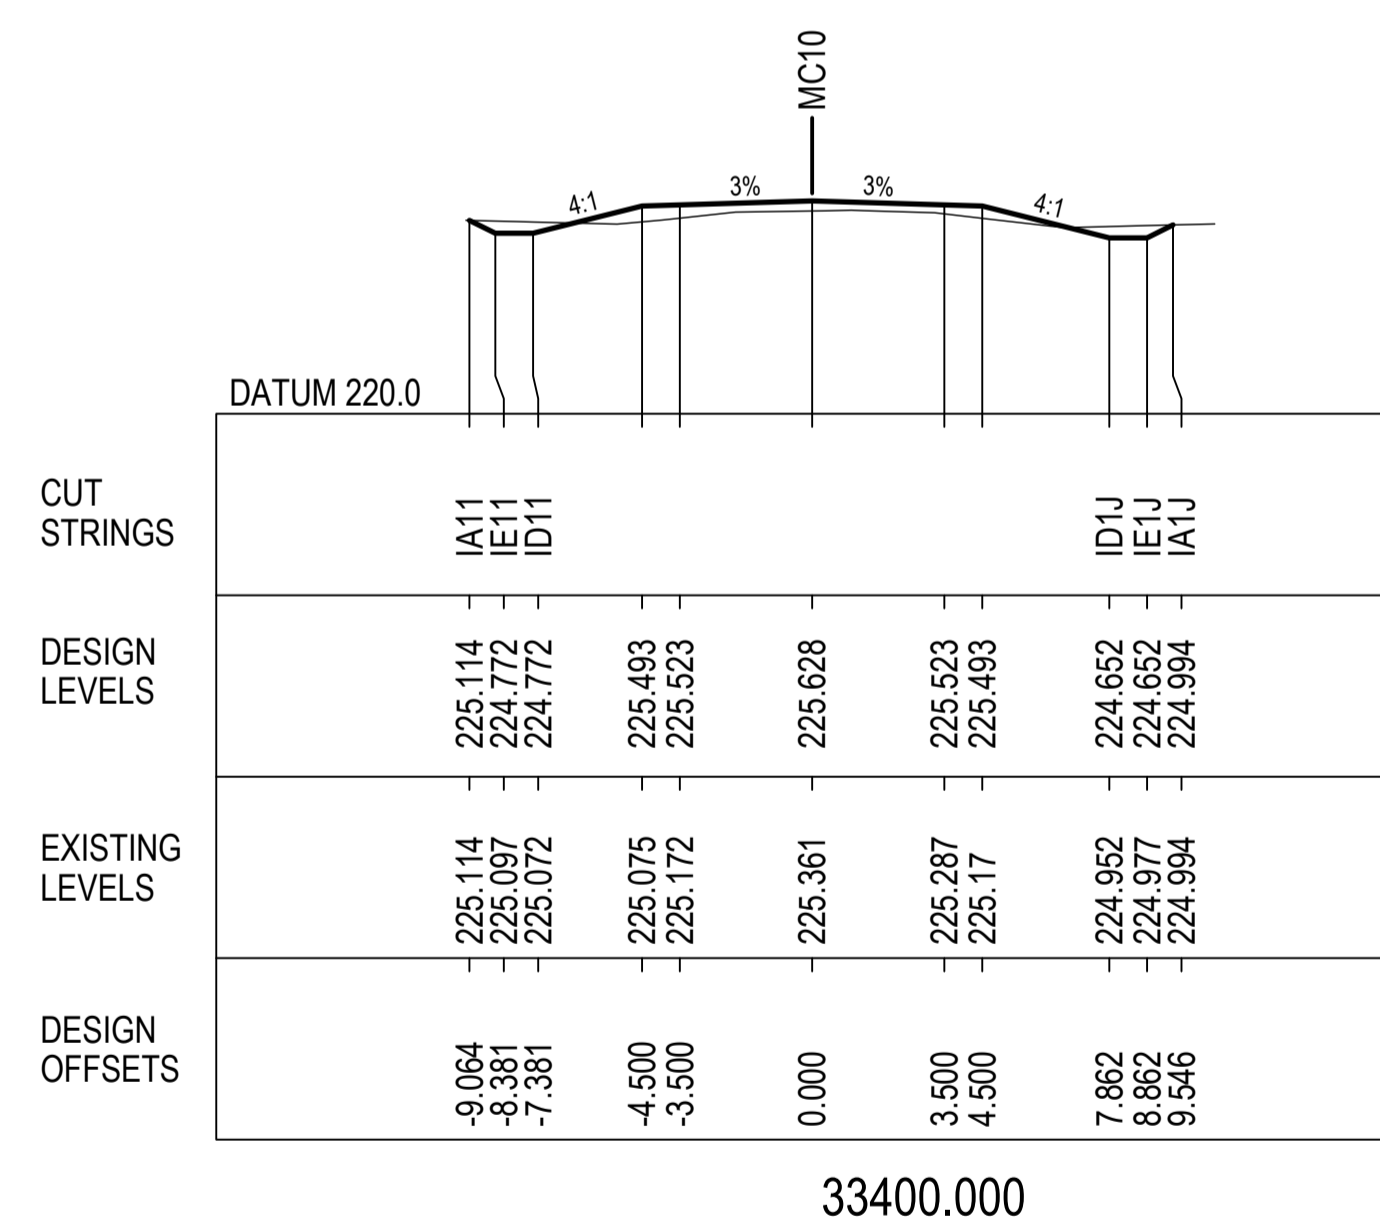 MC10
4:1
3%
3%
4:1
DATUM 220.0
CUT
STRINGS
IA11
IE11
ID11
ID1J
IE1J
IA1J
DESIGN
LEVELS
225.114
224.772
224.772
225.493
225.523
225.628
225.523
225.493
224.652
224.652
224.994
EXISTING
LEVELS
225.114
225.097
225.072
225.075
225.172
225.361
225.287
225.17
224.952
224.977
224.994
DESIGN
OFFSETS
-9.064
-8.381
-7.381
-4.500
-3.500
0.000
3.500
4.500
7.862
8.862
9.546
33400.000